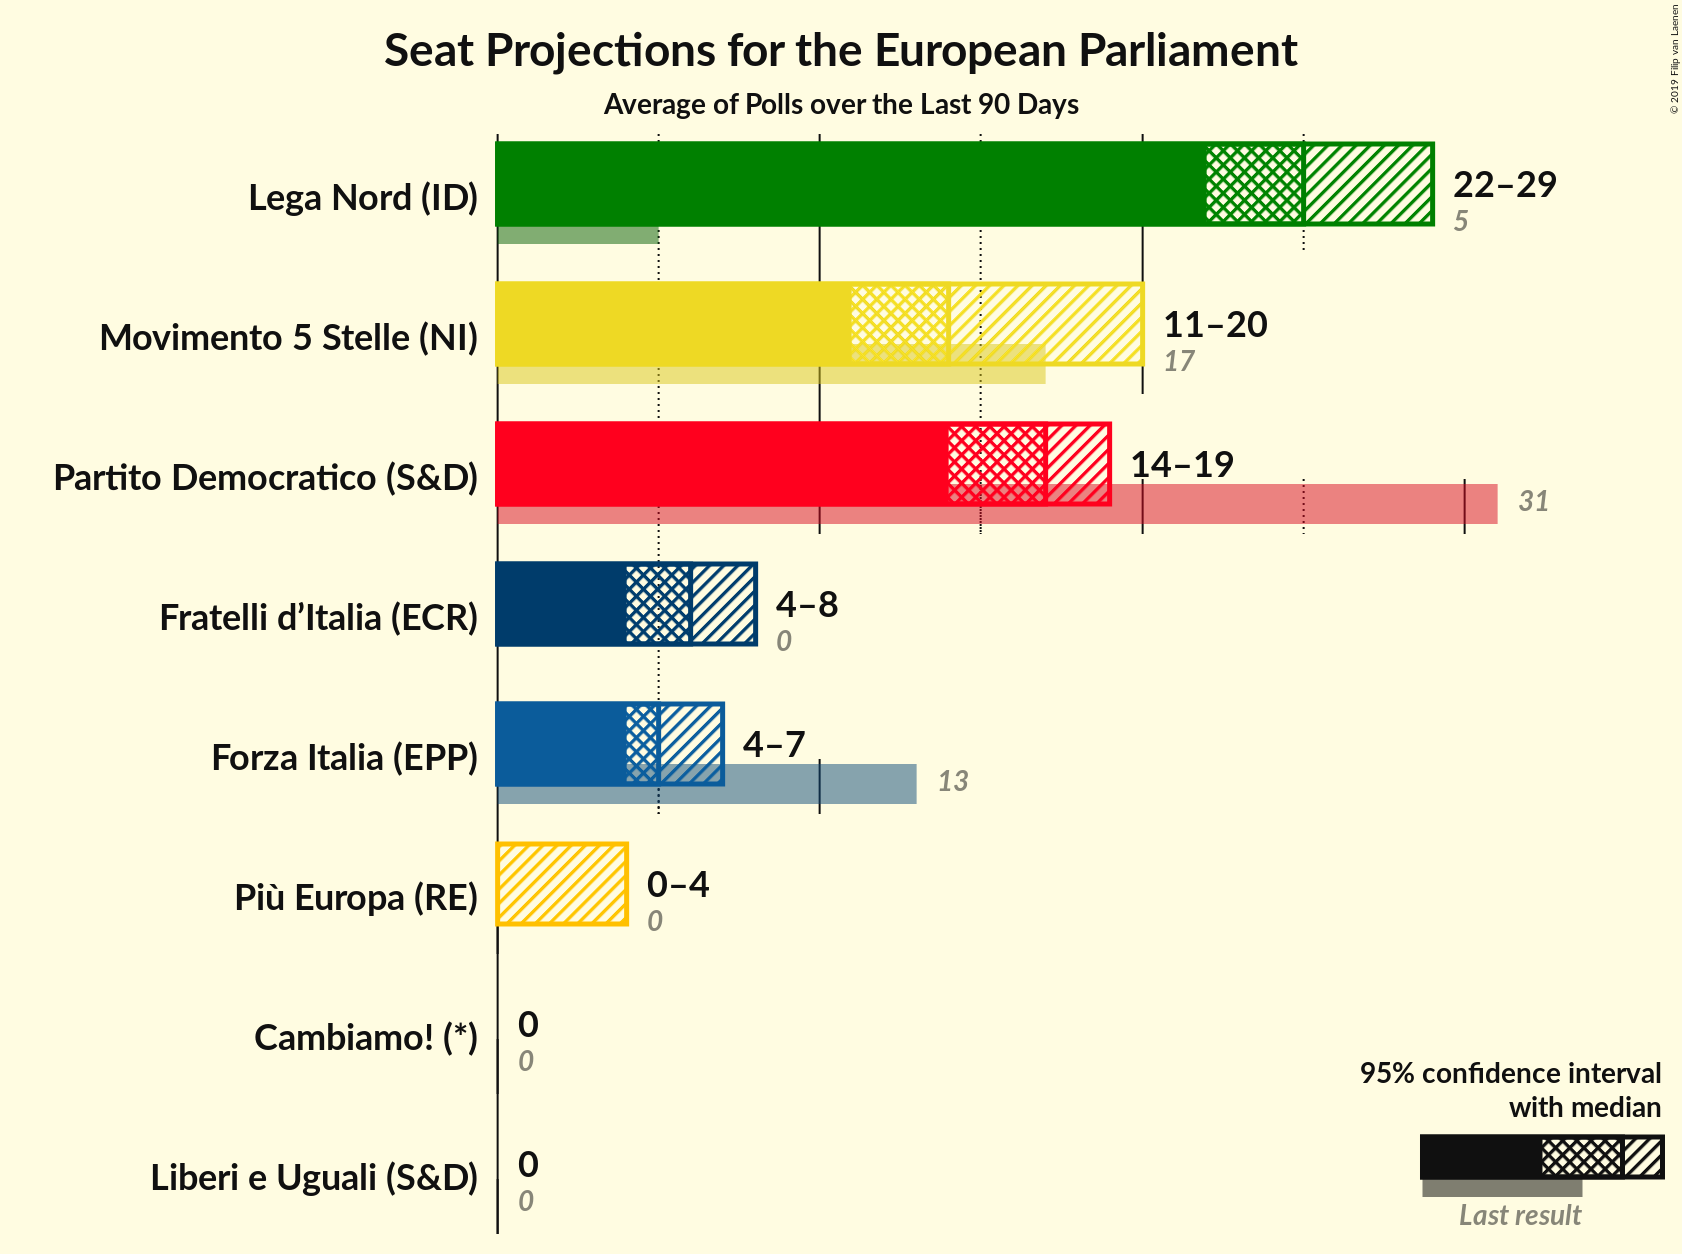 Seat Projections for the European Parliament
Average of Polls over the Last 90 Days
© 2019 Filip van Laenen
Lega Nord (ID)
22–29
5
Movimento 5 Stelle (NI)
11–20
17
Partito Democratico (S&D)
14–19
31
Fratelli d’Italia (ECR)
4–8
0
Forza Italia (EPP)
4–7
13
Più Europa (RE)
0–4
0
Cambiamo! (*)
0
0
Liberi e Uguali (S&D)
0
0
95% confidence interval
with median
Last result